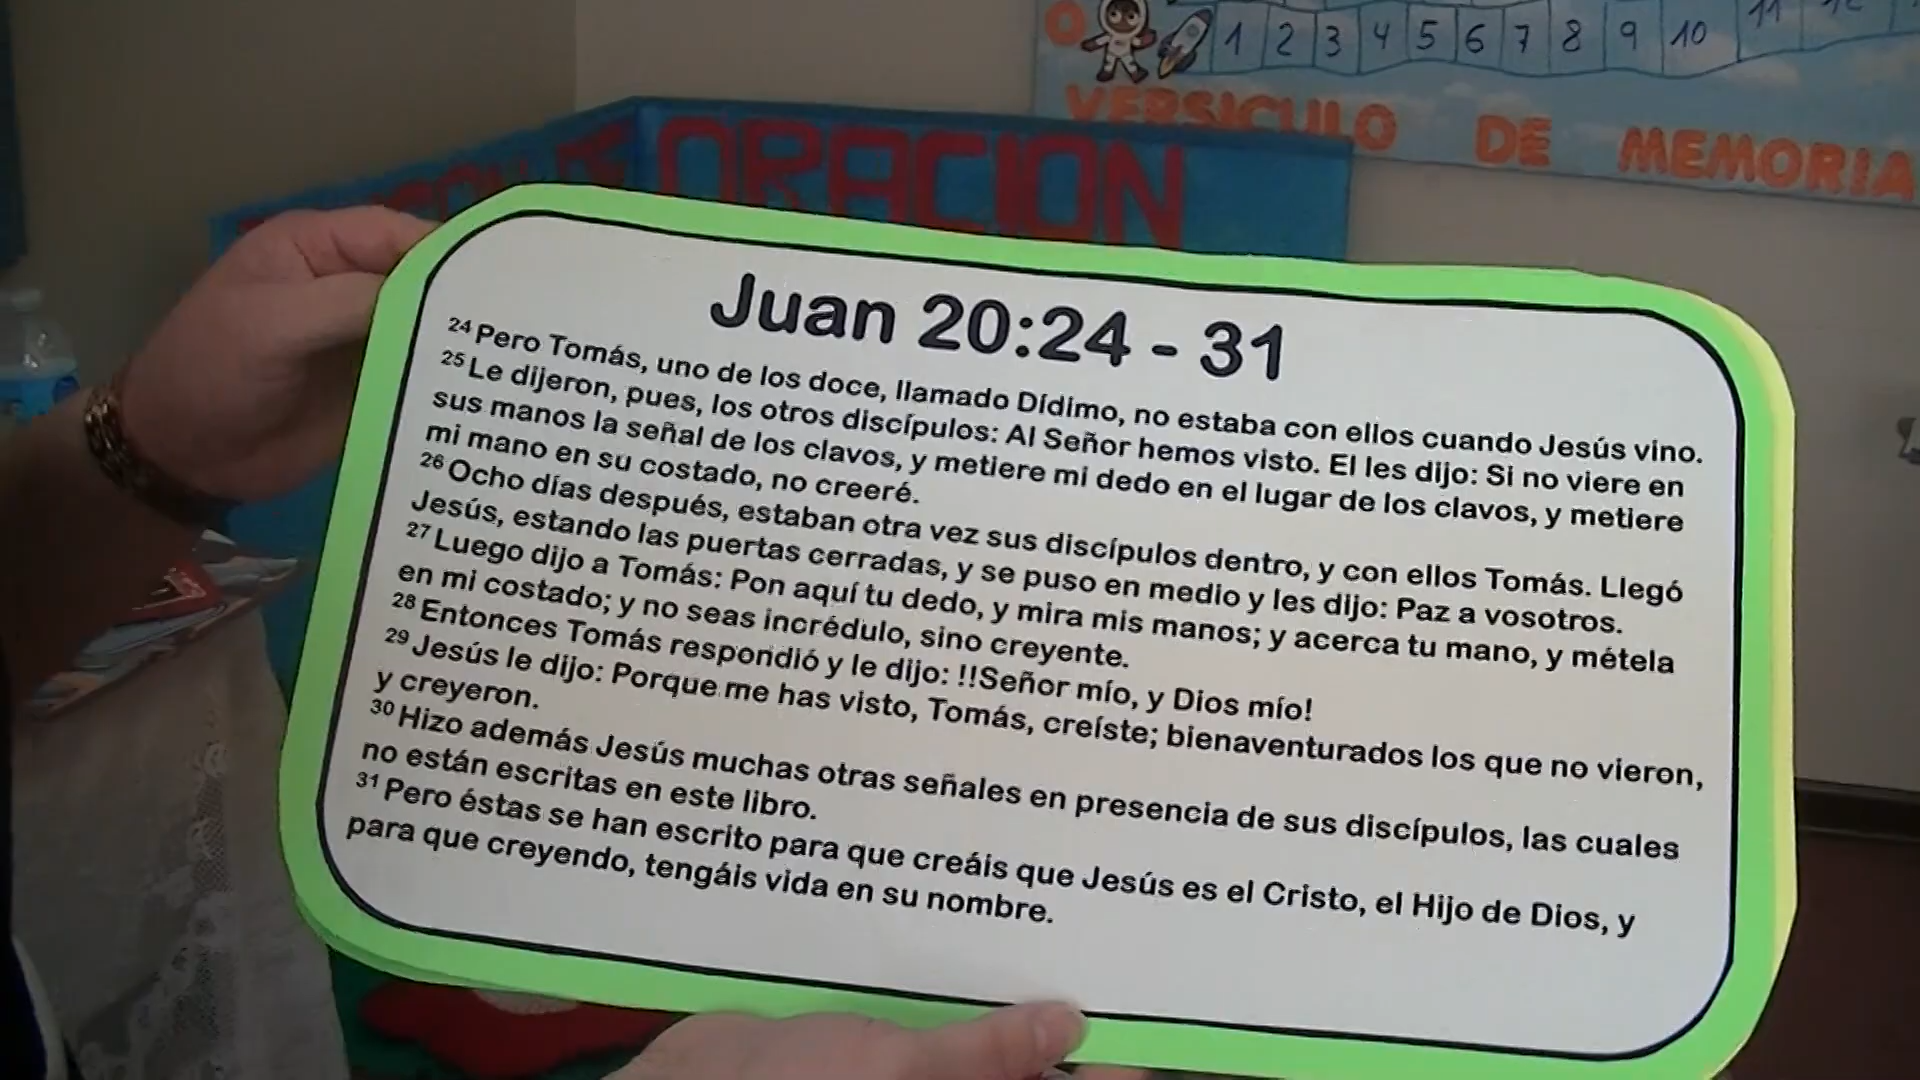 O
1 2 3 4 5 6 7 8 9 10 11 12
VERSICULO DE MEMORIA
ORACION
Juan 20:24 - 31
24 Pero Tomás, uno de los doce, llamado Dídimo, no estaba con ellos cuando Jesús vino.
25 Le dijeron, pues, los otros discípulos: Al Señor hemos visto. El les dijo: Si no viere en
sus manos la señal de los clavos, y metiere mi dedo en el lugar de los clavos, y metiere
mi mano en su costado, no creeré.
26 Ocho días después, estaban otra vez sus discípulos dentro, y con ellos Tomás. Llegó
Jesús, estando las puertas cerradas, y se puso en medio y les dijo: Paz a vosotros.
27 Luego dijo a Tomás: Pon aquí tu dedo, y mira mis manos; y acerca tu mano, y métela
en mi costado; y no seas incrédulo, sino creyente.
28 Entonces Tomás respondió y le dijo: !!Señor mío, y Dios mío!
29 Jesús le dijo: Porque me has visto, Tomás, creíste; bienaventurados los que no vieron,
y creyeron.
30 Hizo además Jesús muchas otras señales en presencia de sus discípulos, las cuales
no están escritas en este libro.
31 Pero éstas se han escrito para que creáis que Jesús es el Cristo, el Hijo de Dios, y
para que creyendo, tengáis vida en su nombre.